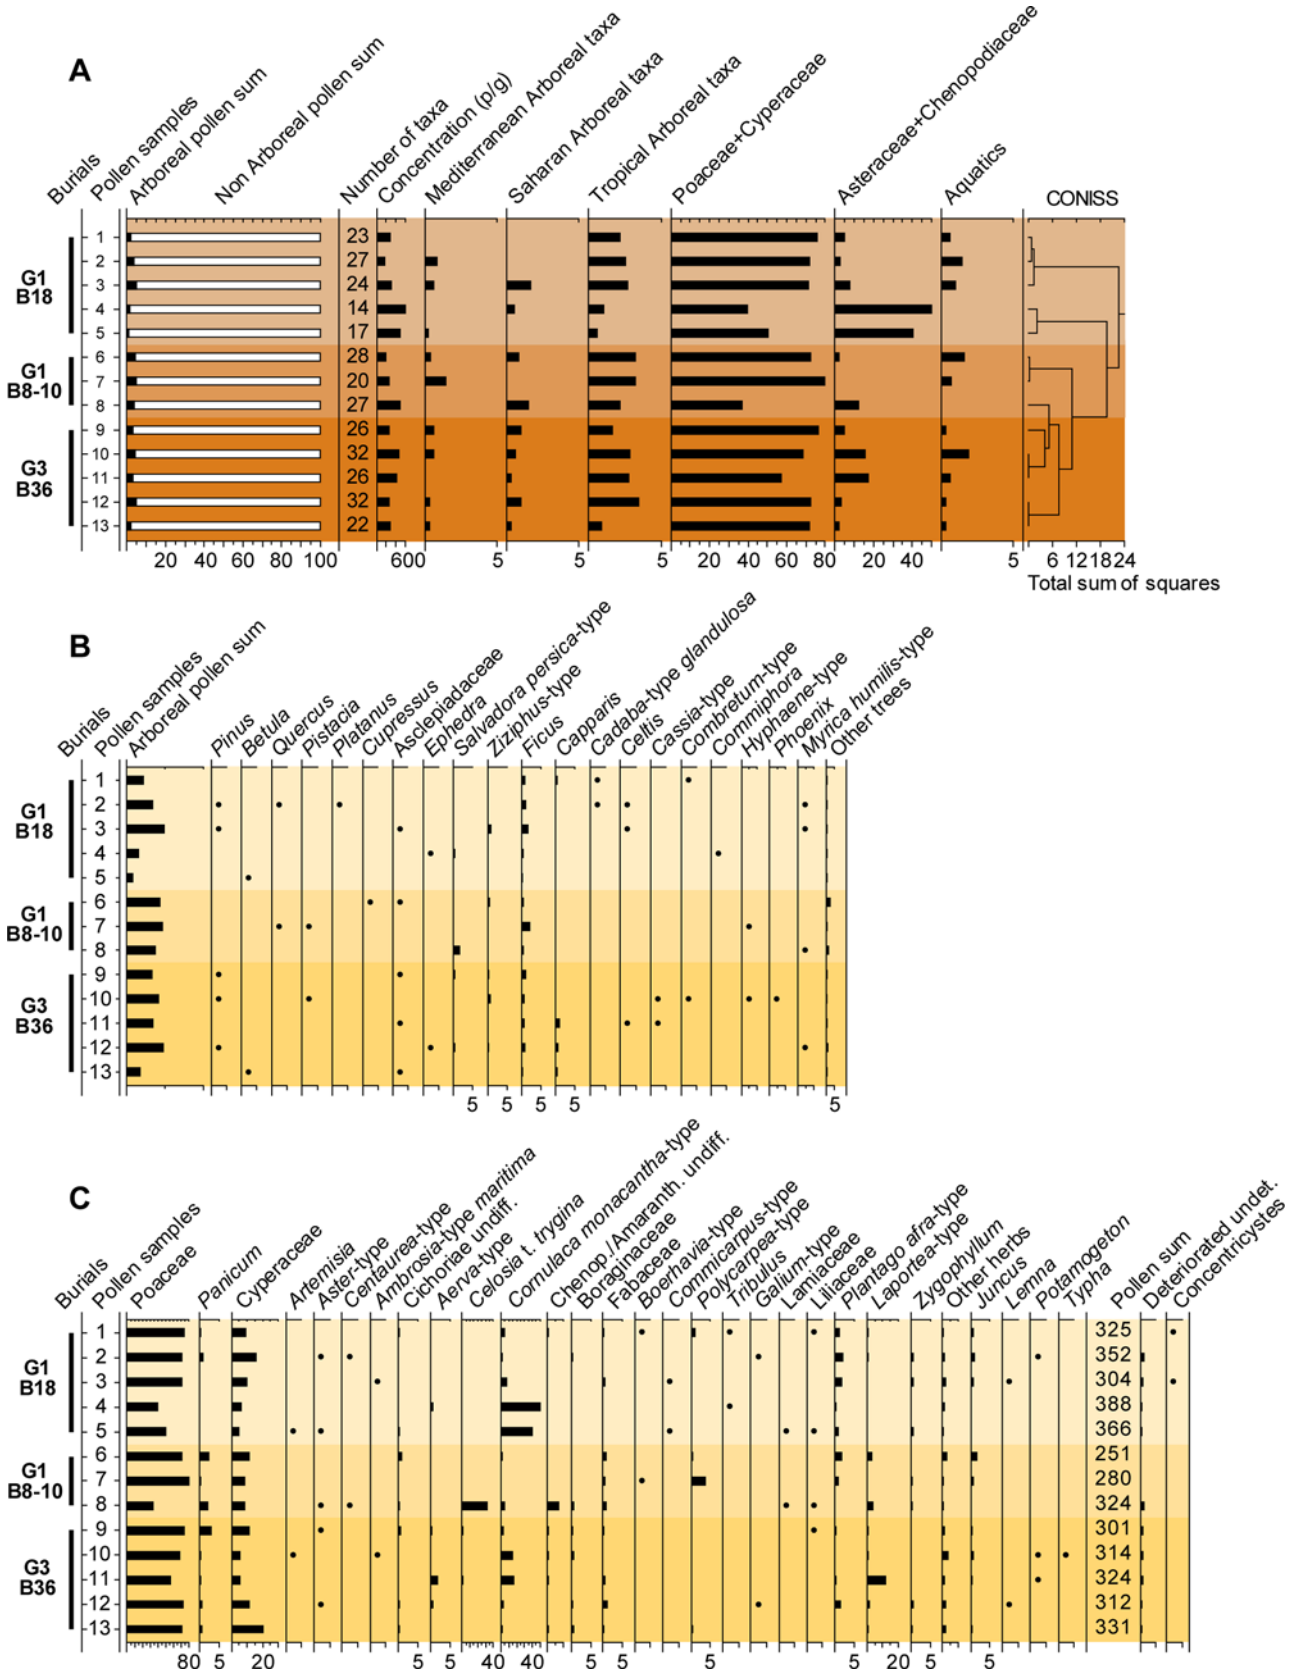 A
Burials
Pollen samples
Arboreal pollen sum
Non Arboreal pollen sum
Number of taxa
Concentration (p/g)
Mediterranean Arboreal taxa
Saharan Arboreal taxa
Tropical Arboreal taxa
Poaceae+Cyperaceae
Asteraceae+Chenopodiaceae
Aquatics
CONISS
G1
B18
G1
B8-10
G3
B36
1 23
2 27
3 24
4 14
5 17
6 28
7 20
8 27
9 26
10 32
11 26
12 32
13 22
20 40 60 80 100 600 5 5 5 20 40 60 80 20 40 5 6 12 18 24
Total sum of squares
B
Burials
Pollen samples
Arboreal pollen sum
Pinus
Betula
Quercus
Pistacia
Platanus
Cupressus
Asclepiadaceae
Ephedra
Salvadora persica-type
Ziziphus-type
Ficus
Capparis
Cadaba-type glandulosa
Celtis
Cassia-type
Combretum-type
Commiphora
Hyphaene-type
Phoenix
Myrica humilis-type
Other trees
G1
B18
G1
B8-10
G3
B36
1
2
3
4
5
6
7
8
9
10
11
12
13
5 5 5 5 5
C
Burials
Pollen samples
Poaceae
Panicum
Cyperaceae
Artemisia
Aster-type
Centaurea-type
Ambrosia-type maritima
Cichoriae undiff.
Aerva-type
Celosia t. trygina
Cornulaca monacantha-type
Chenop./Amaranth. undiff.
Boraginaceae
Fabaceae
Boerhavia-type
Commicarpus-type
Polycarpea-type
Tribulus
Galium-type
Lamiaceae
Liliaceae
Plantago afra-type
Laportea-type
Zygophyllum
Other herbs
Juncus
Lemna
Potamogeton
Typha
Pollen sum
Deteriorated undet.
Concentricystes
G1
B18
G1
B8-10
G3
B36
1 325
2 352
3 304
4 388
5 366
6 251
7 280
8 324
9 301
10 314
11 324
12 312
13 331
80 5 20 5 5 40 40 5 5 5 5 20 5 5